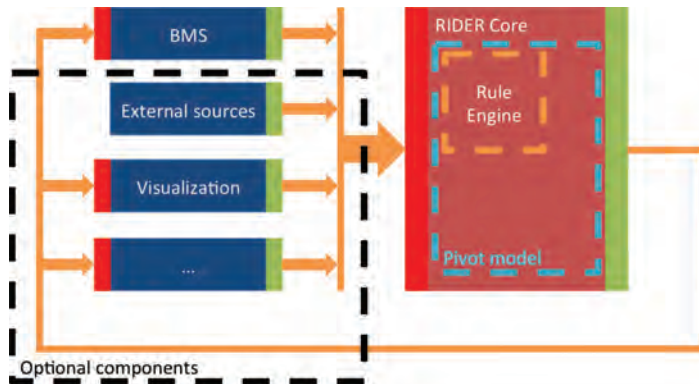 BMS
External sources
Visualization
...
Optional components
RIDER Core
Rule
Engine
Pivot model